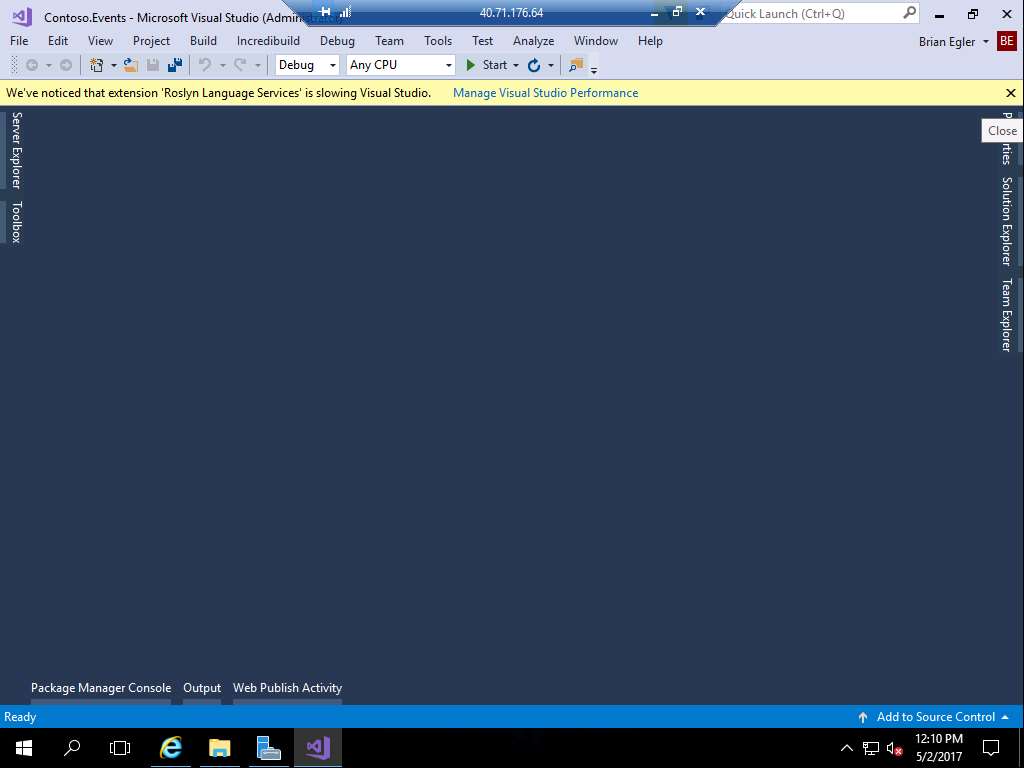 Contoso.Events - Microsoft Visual Studio (Admin
40.71.176.64
Quick Launch (Ctrl+Q)
File Edit View Project Build Incredibuild Debug Team Tools Test Analyze Window Help
Brian Egler BE
Debug Any CPU Start
We've noticed that extension 'Roslyn Language Services' is slowing Visual Studio. Manage Visual Studio Performance
Close
Server Explorer
Toolbox
Solution Explorer
Team Explorer
Package Manager Console Output Web Publish Activity
Ready
Add to Source Control
12:10 PM
5/2/2017